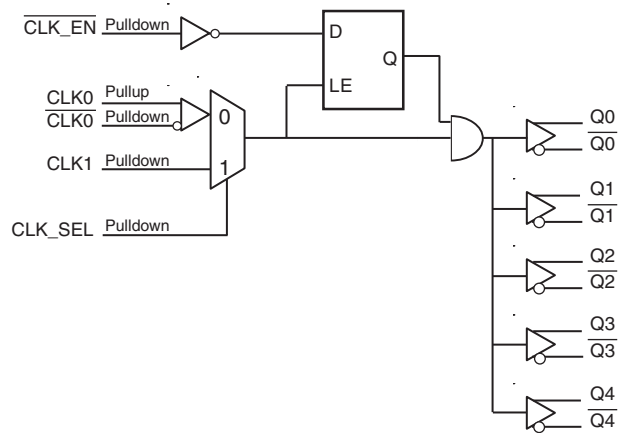 CLK_EN Pulldown
D
Q
LE
CLK0 Pullup
CLK0 Pulldown
0
CLK1 Pulldown
1
CLK_SEL Pulldown
Q0
Q0
Q1
Q1
Q2
Q2
Q3
Q3
Q4
Q4